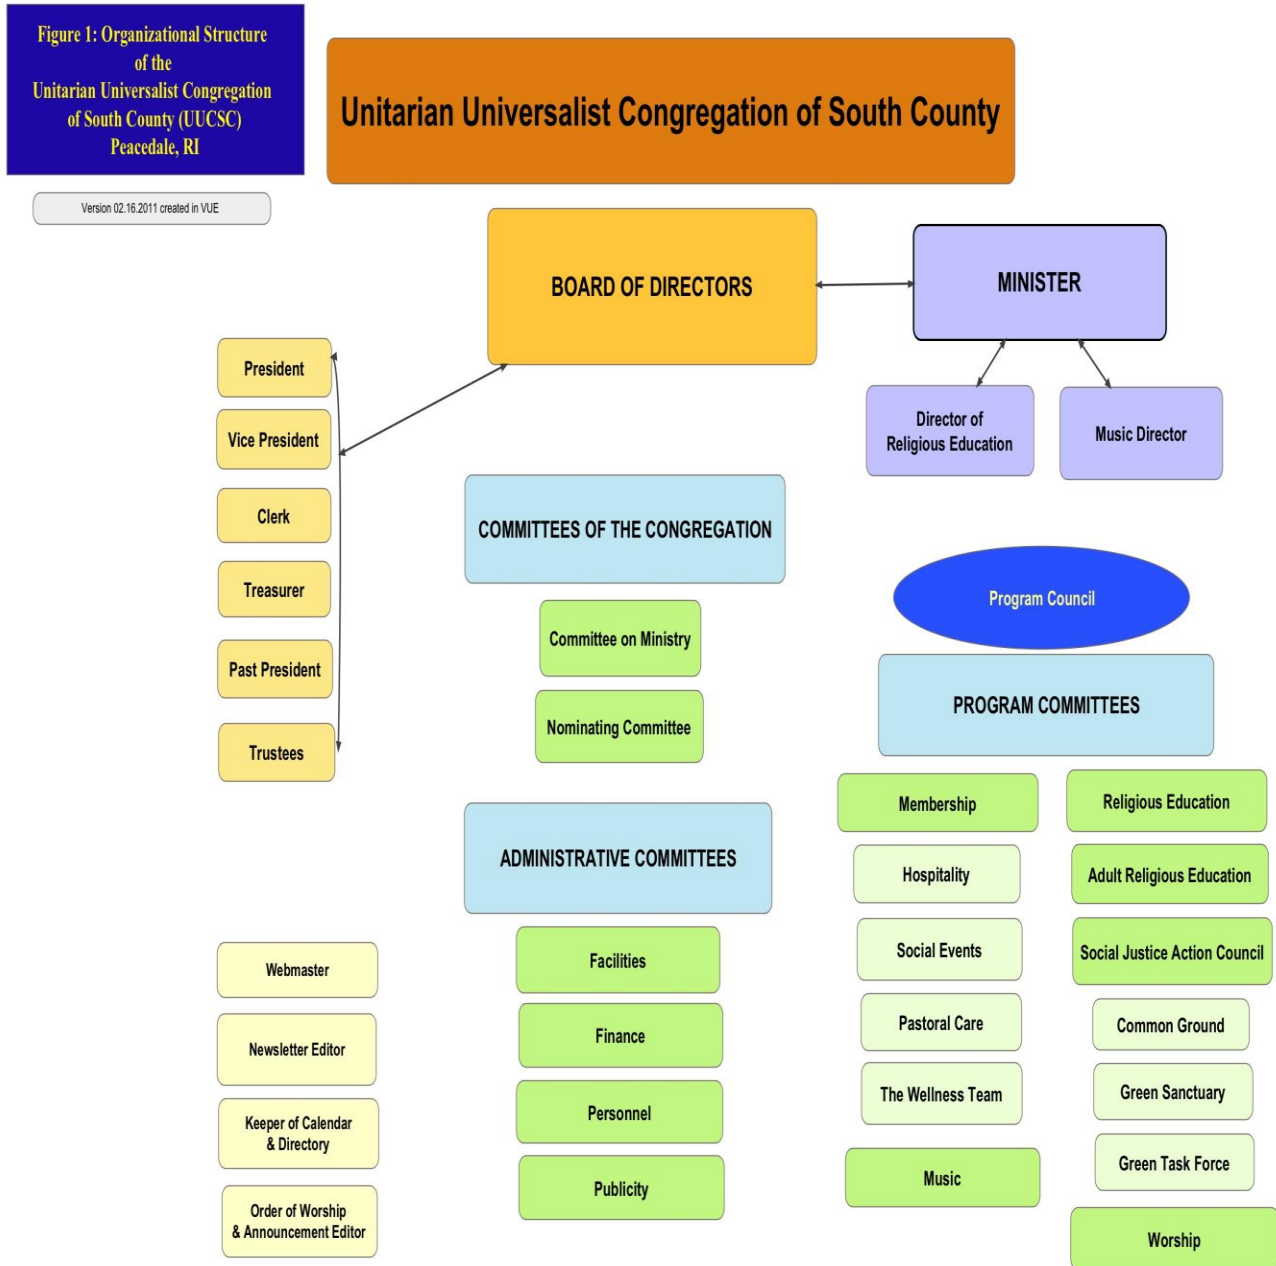 Figure 1: Organizational Structure
of the
Unitarian Universalist Congregation
of South County (UUCSC)
Peacedale, RI
Version 02.16.2011 created in VUE
Unitarian Universalist Congregation of South County
BOARD OF DIRECTORS
MINISTER
Director of
Religious Education
Music Director
President
Vice President
Clerk
Treasurer
Past President
Trustees
COMMITTEES OF THE CONGREGATION
Committee on Ministry
Nominating Committee
ADMINISTRATIVE COMMITTEES
Facilities
Finance
Personnel
Publicity
Webmaster
Newsletter Editor
Keeper of Calendar
& Directory
Order of Worship
& Announcement Editor
Program Council
PROGRAM COMMITTEES
Membership
Hospitality
Social Events
Pastoral Care
The Wellness Team
Music
Religious Education
Adult Religious Education
Social Justice Action Council
Common Ground
Green Sanctuary
Green Task Force
Worship